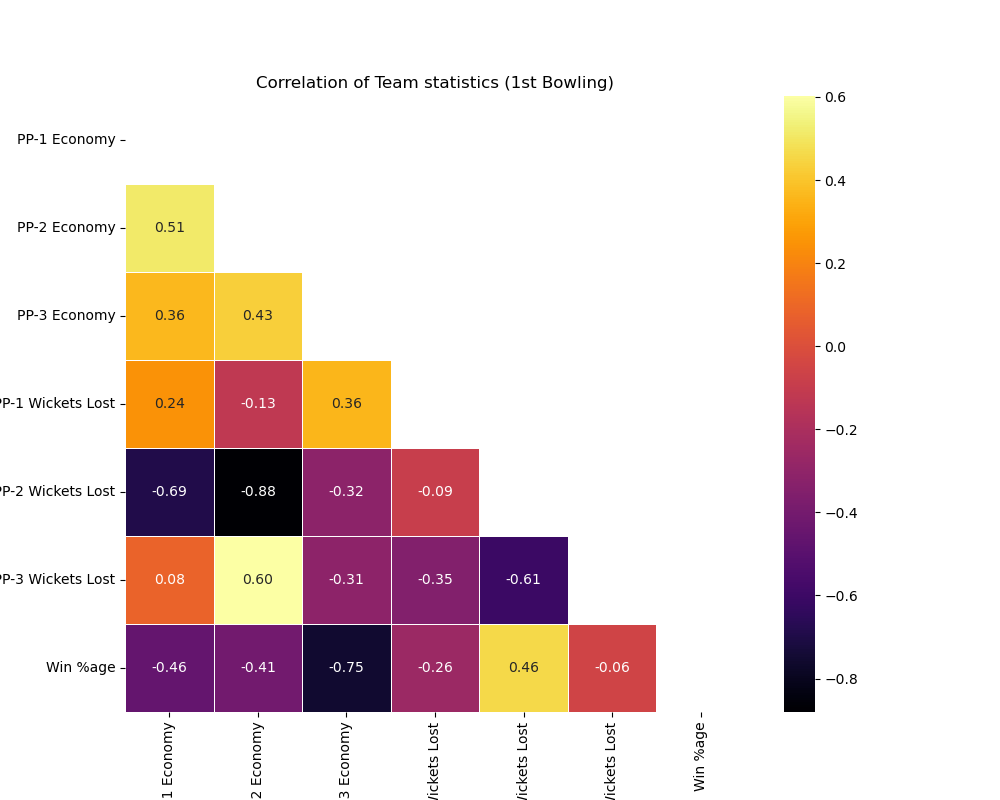 Correlation of Team statistics (1st Bowling)
PP-1 Economy
PP-2 Economy
0.51
PP-3 Economy
0.36 0.43
PP-1 Wickets Lost
0.24 -0.13 0.36
PP-2 Wickets Lost
-0.69 -0.88 -0.32 -0.09
PP-3 Wickets Lost
0.08 0.60 -0.31 -0.35 -0.61
Win %age
-0.46 -0.41 -0.75 -0.26 0.46 -0.06
1 Economy
2 Economy
3 Economy
Wickets Lost
Wickets Lost
Wickets Lost
Win %age
0.6
0.4
0.2
0.0
−0.2
−0.4
−0.6
−0.8